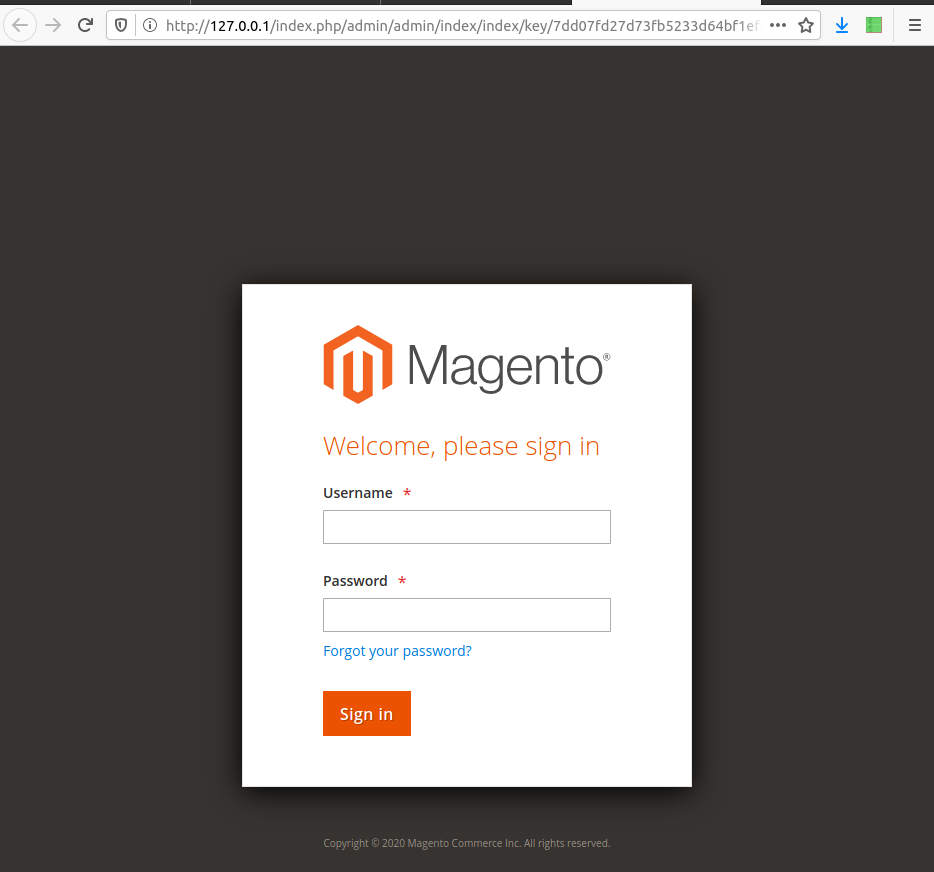 http://127.0.0.1/index.php/admin/admin/index/index/key/7dd07fd27d73fb5233d64bf1ef
Magento®
Welcome, please sign in
Username *
Password *
Forgot your password?
Sign in
Copyright © 2020 Magento Commerce Inc. All rights reserved.